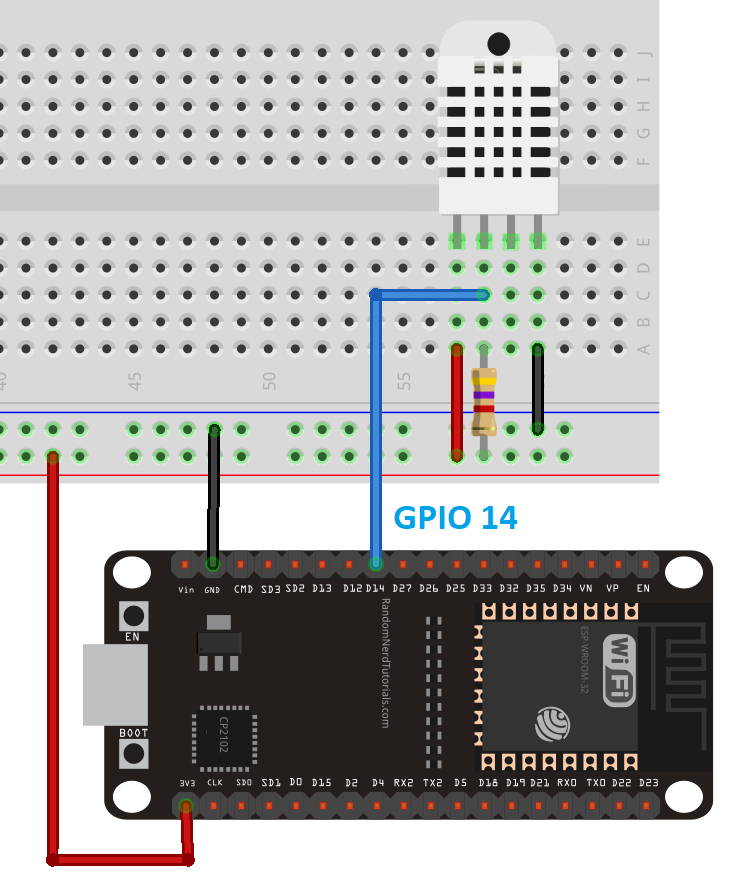 J
I
H
G
F
E
D
C
B
A
40
45
50
55
GPIO 14
Vin GND CMD SD3 SD2 D13 D12 D14 D27 D26 D25 D33 D32 D35 D34 VN VP EN
EN
RandomNerdTutorials.com
ESP-WROOM-32
WiFi
CP2102
BOOT
3V3 CLK SD0 SD1 D0 D15 D2 D4 RX2 TX2 D5 D18 D19 D21 RX0 TX0 D22 D23